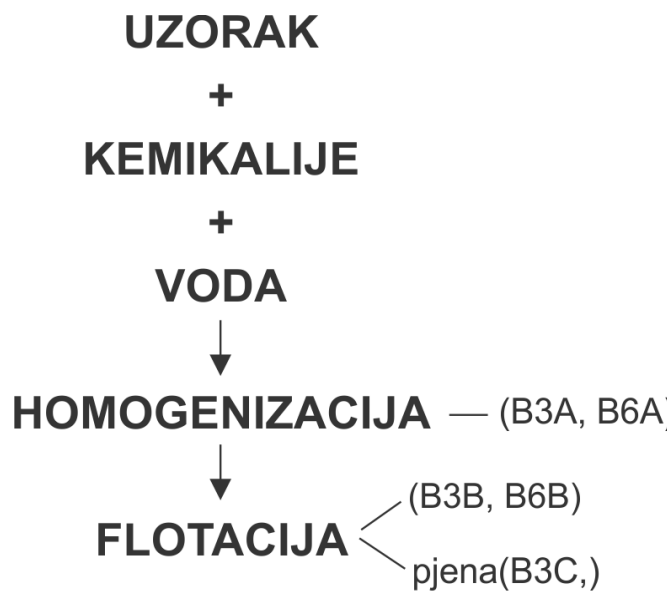 UZORAK
+
KEMIKALIJE
+
VODA
HOMOGENIZACIJA — (B3A, B6A)
(B3B, B6B)
FLOTACIJA
pjena(B3C,)